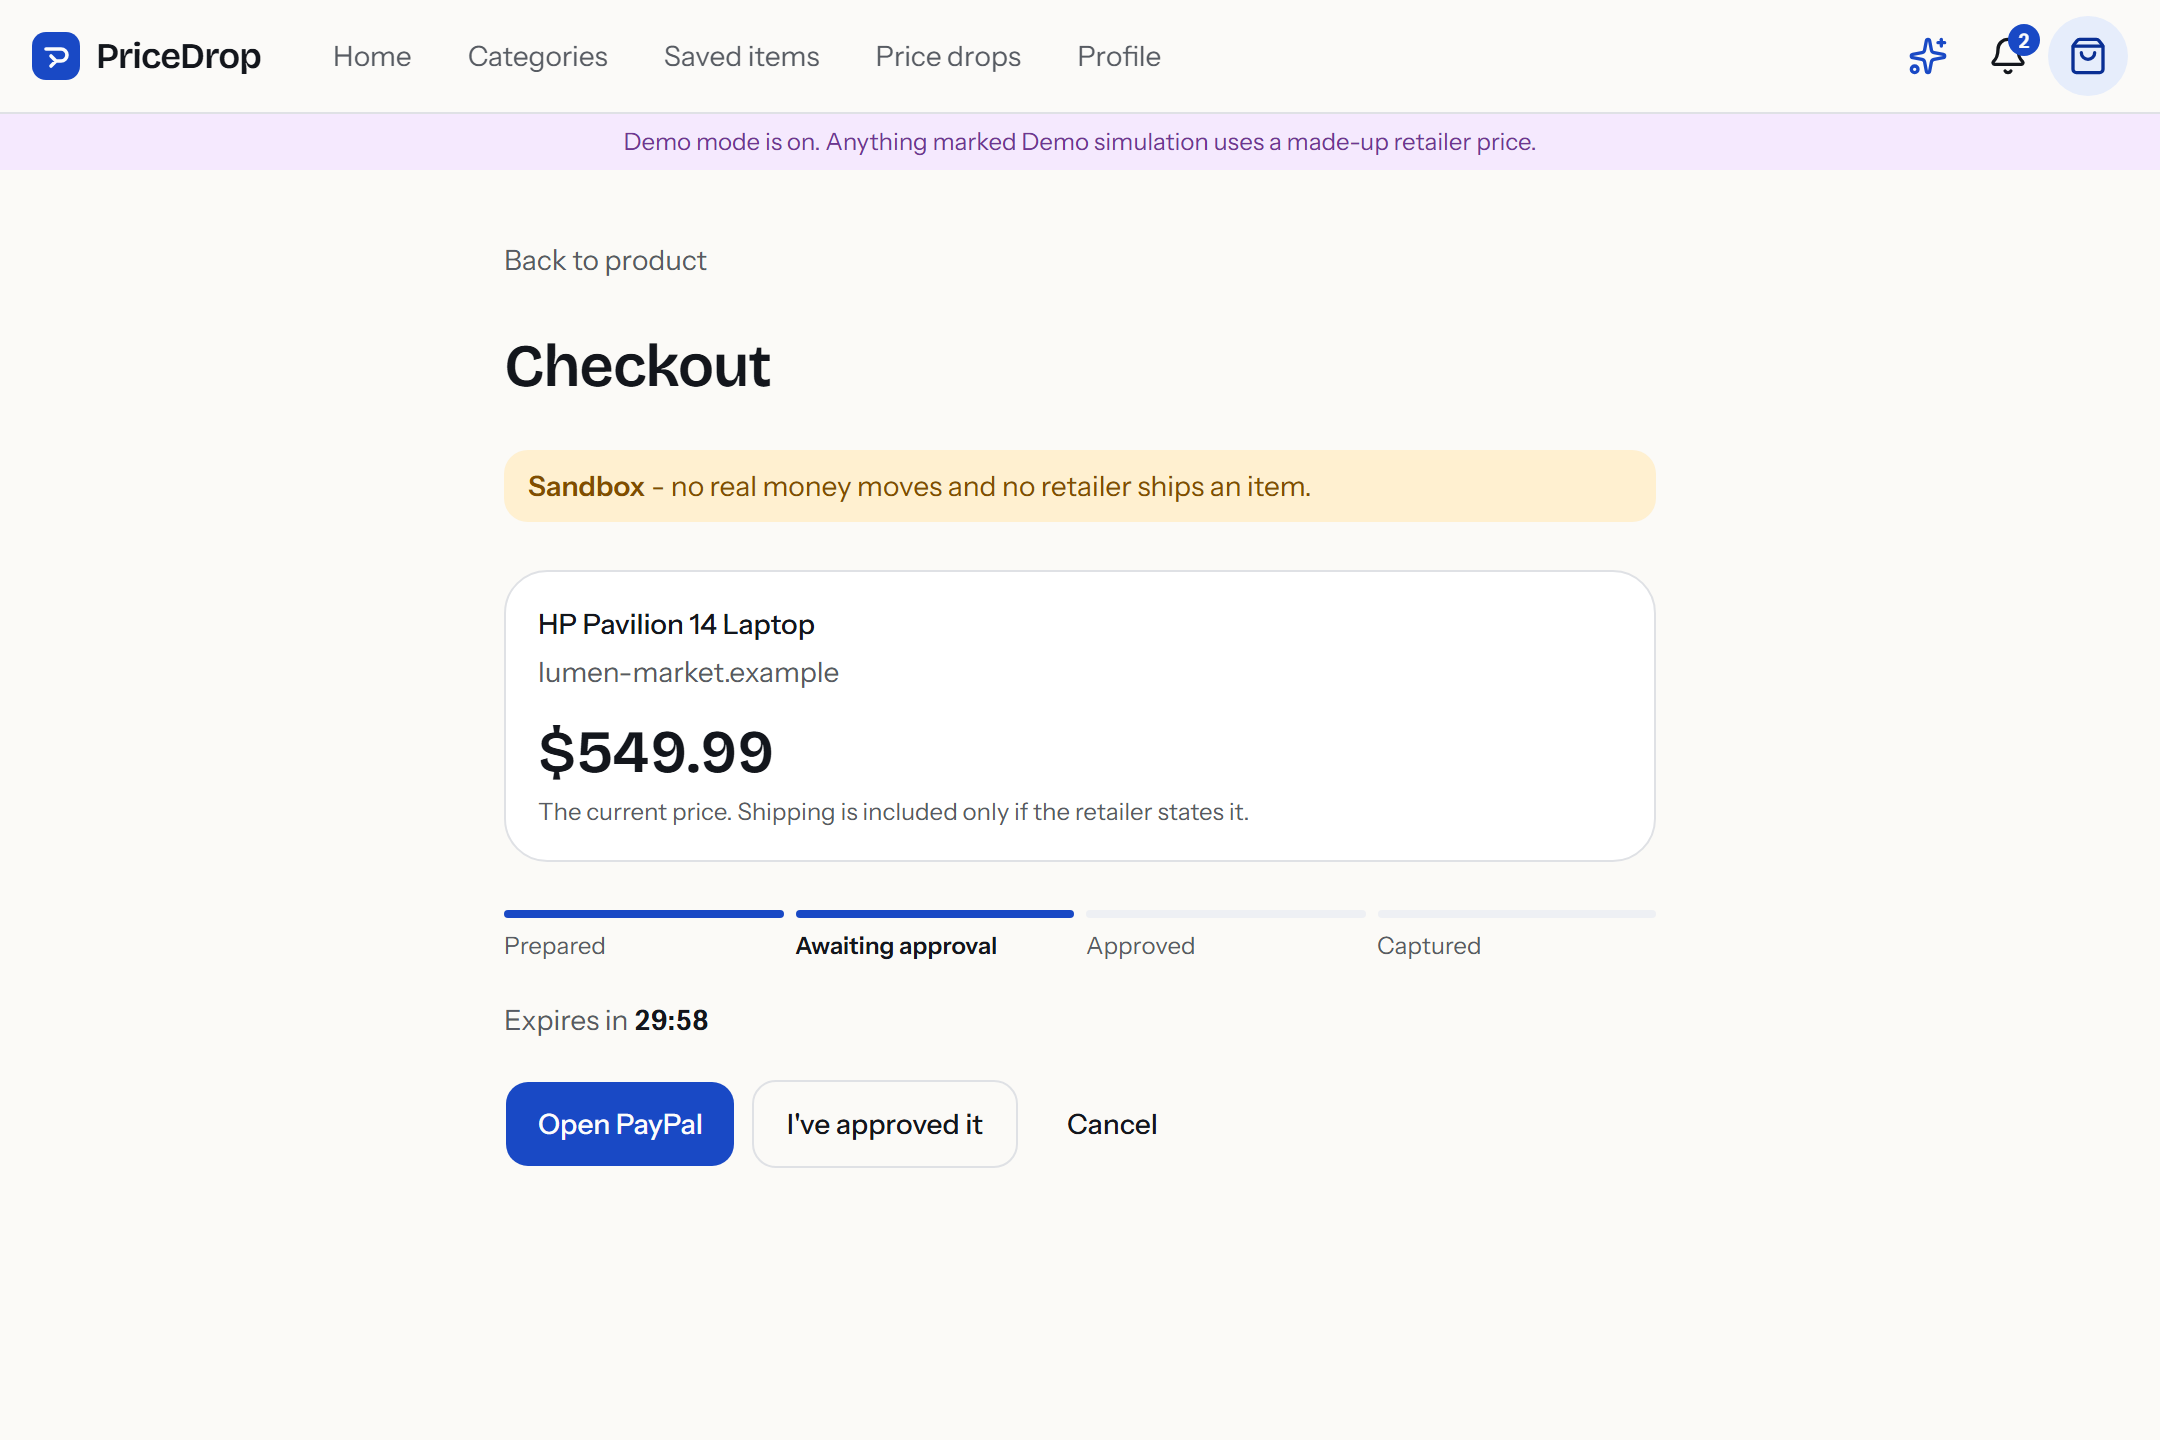 PriceDrop
Home
Categories
Saved items
Price drops
Profile
2
Demo mode is on. Anything marked Demo simulation uses a made-up retailer price.
Back to product
Checkout
Sandbox - no real money moves and no retailer ships an item.
HP Pavilion 14 Laptop
lumen-market.example
$549.99
The current price. Shipping is included only if the retailer states it.
Prepared
Awaiting approval
Approved
Captured
Expires in 29:58
Open PayPal
I've approved it
Cancel